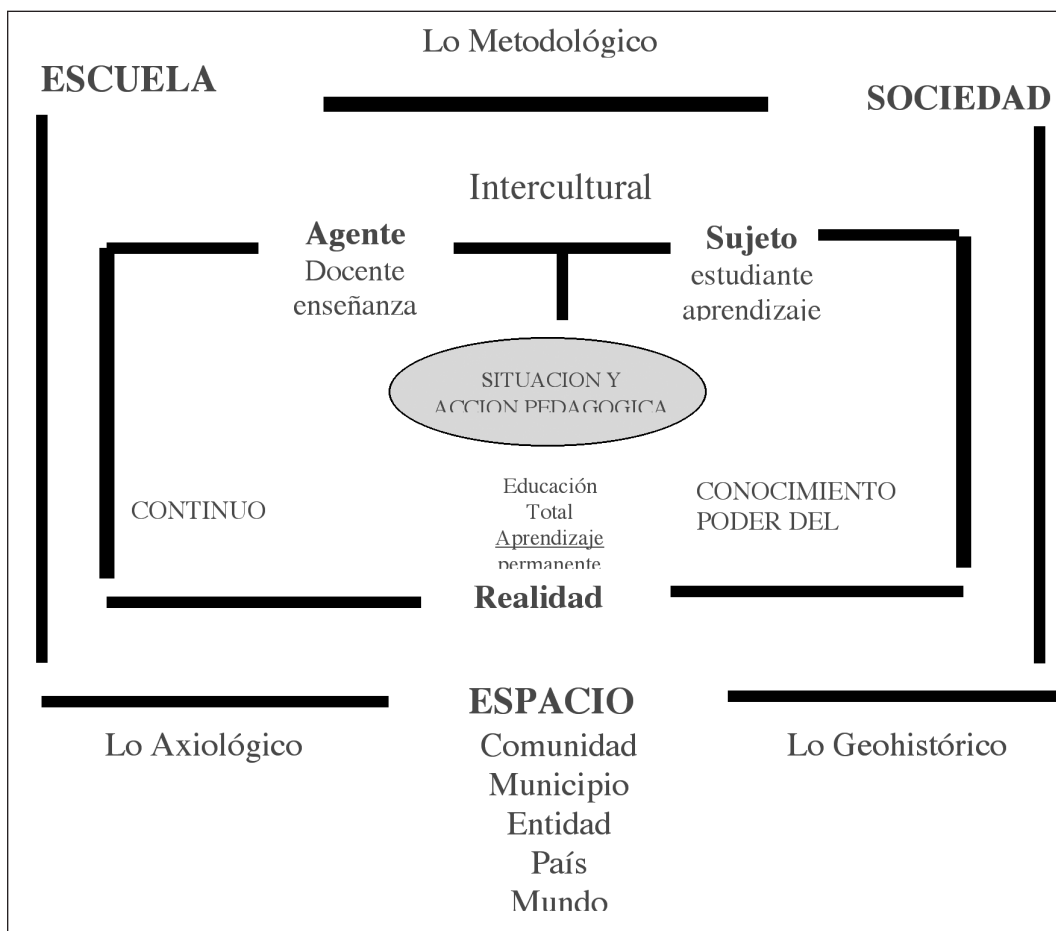 Lo Metodológico
ESCUELA
SOCIEDAD
Intercultural
Agente
Docente
enseñanza
Sujeto
estudiante
aprendizaje
SITUACION Y
ACCION PEDAGOGICA
CONTINUO
Educación
Total
Aprendizaje
permanente
CONOCIMIENTO
PODER DEL
Realidad
ESPACIO
Lo Axiológico
Comunidad
Municipio
Entidad
País
Mundo
Lo Geohistórico